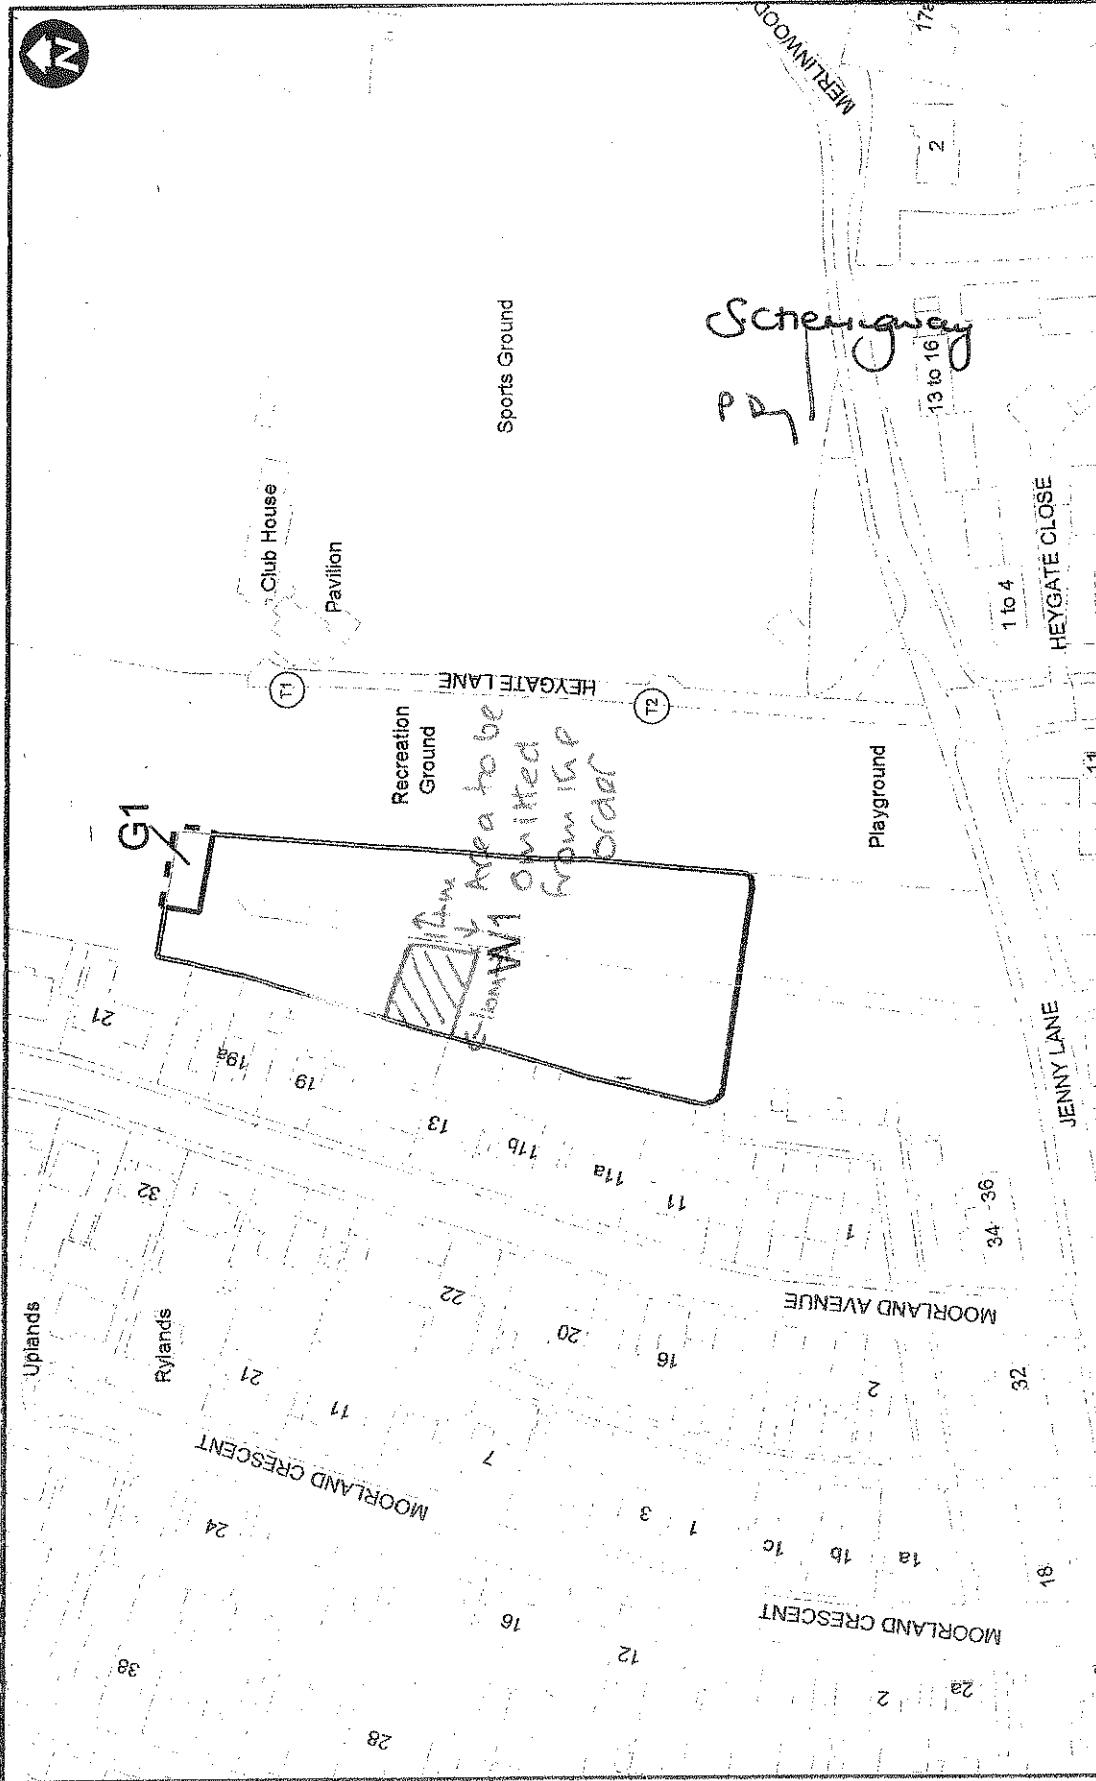 N
MERLINWOOD
17a
2
Sports Ground
13 to 16
Club House
Pavilion
1 to 4
HEYGATE CLOSE
HEYGATE LANE
T1
T2
Recreation
Ground
Playground
11
G1
W1
Area to be
omitted
from the
order
21
19a
19
13
11b
11a
11
1
34
36
JENNY LANE
MOORLAND AVENUE
Uplands
32
Rylands
22
20
16
2
32
21
11
7
MOORLAND CRESCENT
24
3
1
1c
1b
1a
18
38
28
16
12
2
2a
MOORLAND CRESCENT